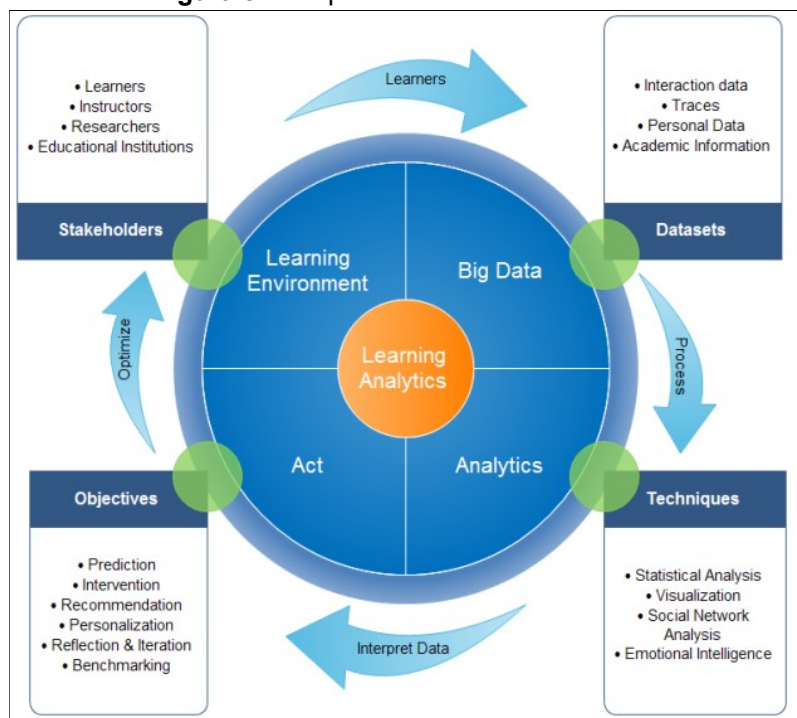 Learners
• Learners
• Instructors
• Researchers
• Educational Institutions
Stakeholders
• Interaction data
• Traces
• Personal Data
• Academic Information
Datasets
Learning
Environment
Big Data
Learning
Analytics
Act
Analytics
Optimize
Process
Objectives
• Prediction
• Intervention
• Recommendation
• Personalization
• Reflection & Iteration
• Benchmarking
Techniques
• Statistical Analysis
• Visualization
• Social Network
Analysis
• Emotional Intelligence
Interpret Data